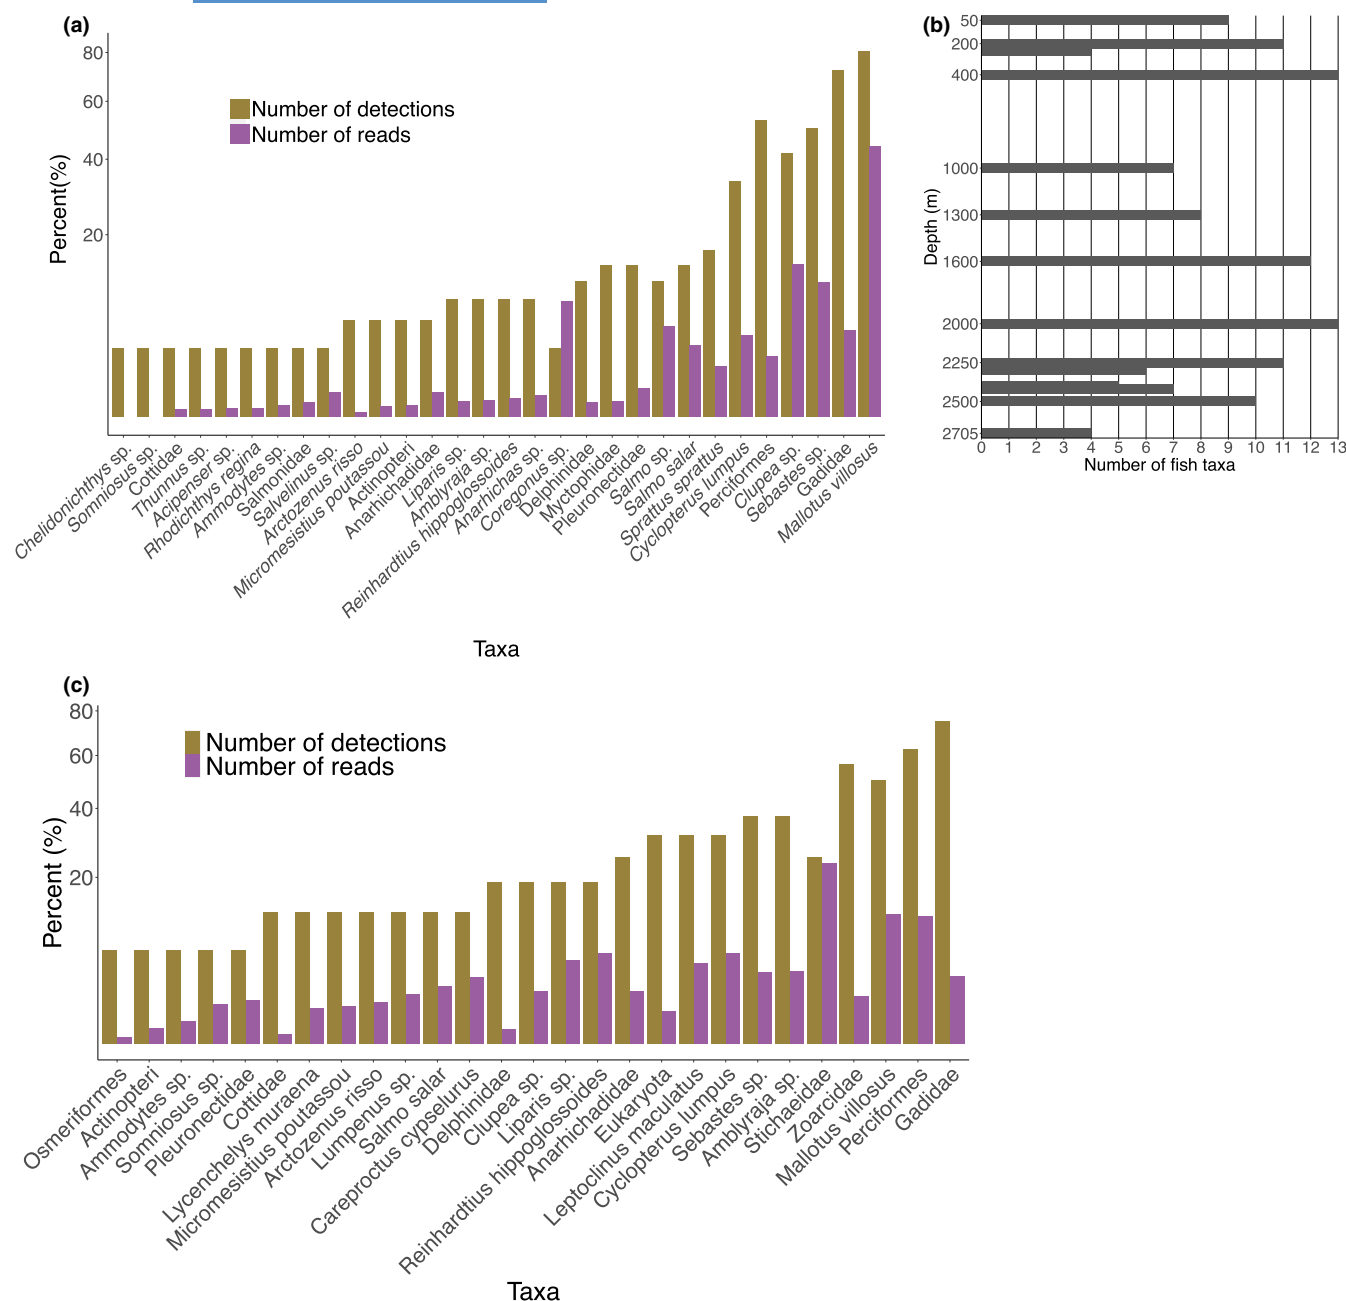 (a)
80
60
40
20
Percent(%)
Number of detections
Number of reads
Chelidonichthys sp.
Somniosus sp.
Cottidae
Thunnus sp.
Acipenser sp.
Rhodichthys regina
Ammodytes sp.
Salmonidae
Salvelinus sp.
Arctozenus risso
Micromesistius poutassou
Actinopteri
Anarhichadidae
Liparis sp.
Amblyraja sp.
Reinhardtius hippoglossoides
Anarhichas sp.
Coregonus sp.
Delphinidae
Myctophidae
Pleuronectidae
Salmo sp.
Salmo salar
Sprattus sprattus
Cyclopterus lumpus
Perciformes
Clupea sp.
Sebastes sp.
Gadidae
Mallotus villosus
Taxa
(b)
50
200
400
1000
1300
1600
2000
2250
2500
2705
Depth (m)
0 1 2 3 4 5 6 7 8 9 10 11 12 13
Number of fish taxa
(c)
80
60
40
20
Percent (%)
Number of detections
Number of reads
Osmeriformes
Actinopteri
Ammodytes sp.
Somniosus sp.
Pleuronectidae
Cottidae
Lycenchelys muraena
Micromesistius poutassou
Arctozenus risso
Lumpenus sp.
Salmo salar
Careproctus cypselurus
Delphinidae
Clupea sp.
Liparis sp.
Reinhardtius hippoglossoides
Anarhichadidae
Eukaryota
Leptoclinus maculatus
Cyclopterus lumpus
Sebastes sp.
Amblyraja sp.
Stichaeidae
Zoarcidae
Mallotus villosus
Perciformes
Gadidae
Taxa